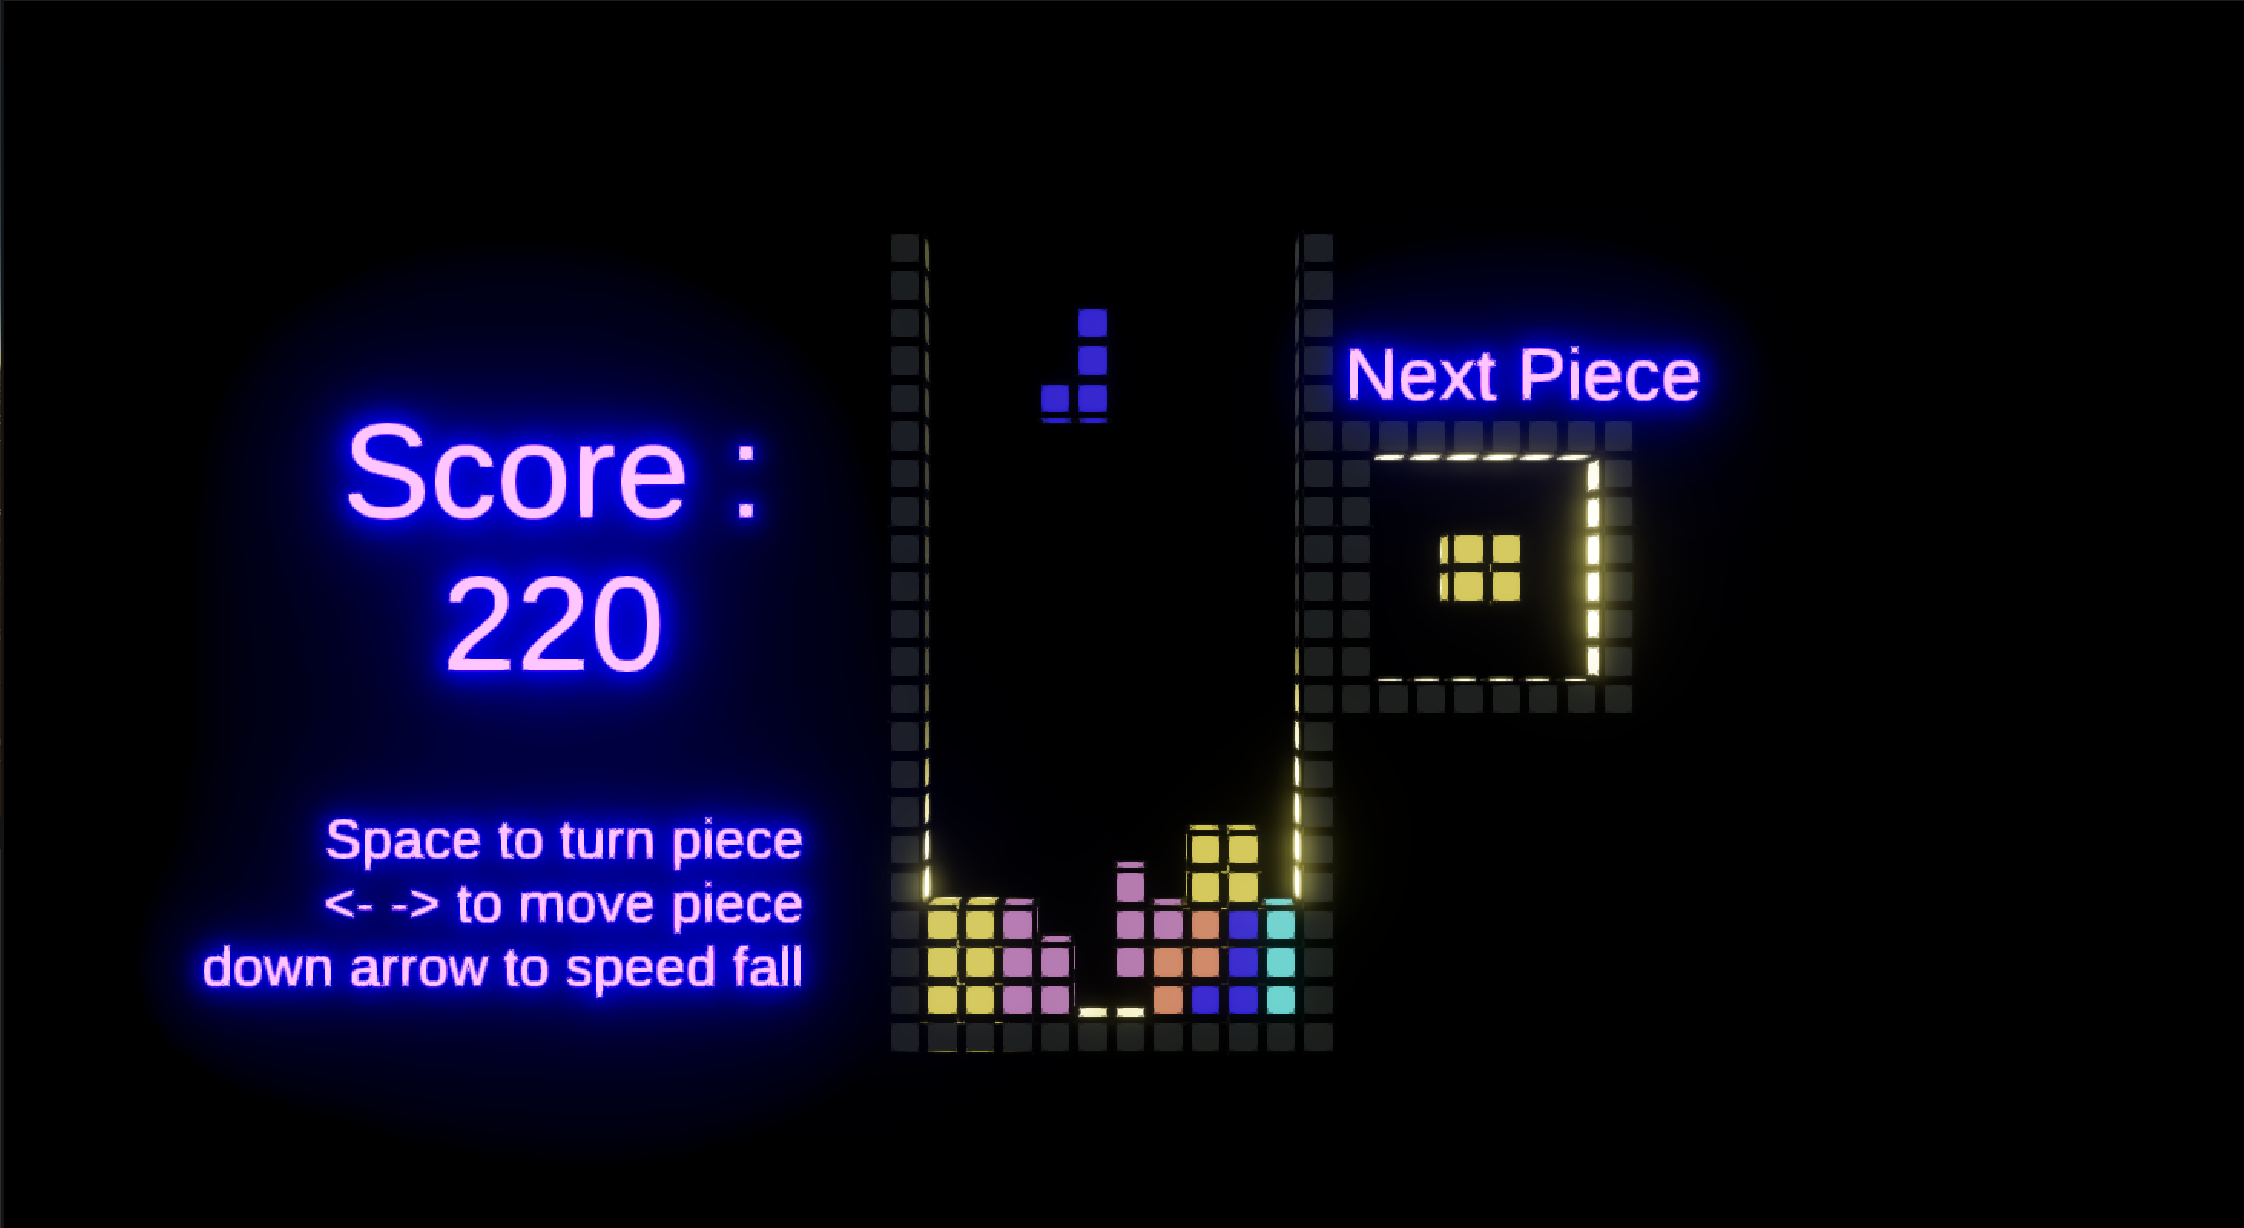 Score :
220
Next Piece
Space to turn piece
<- -> to move piece
down arrow to speed fall